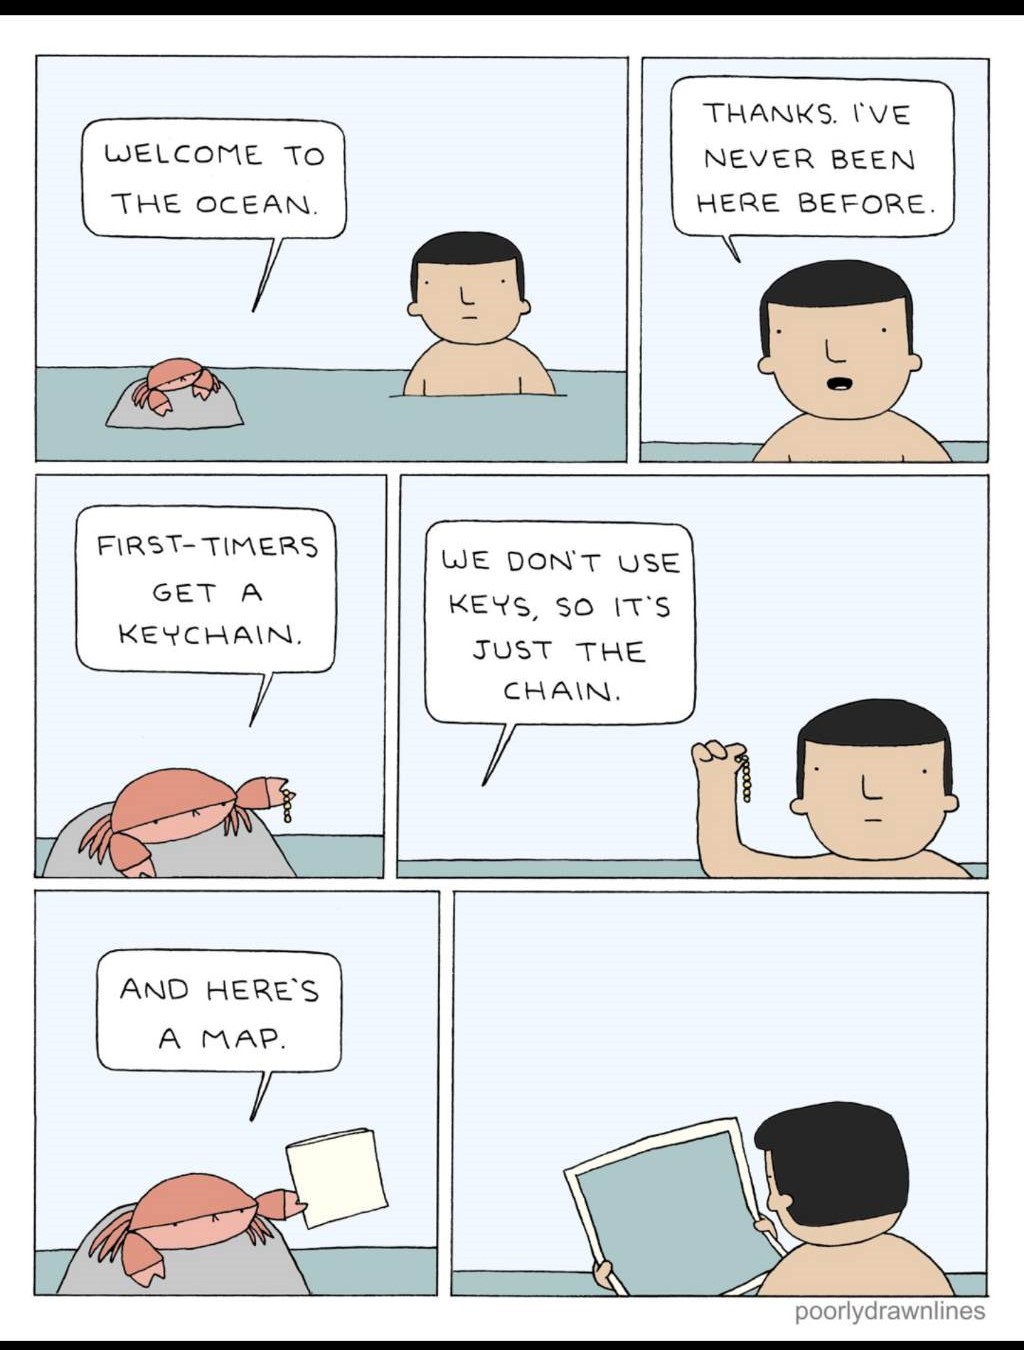 WELCOME TO
THE OCEAN.
THANKS. I'VE
NEVER BEEN
HERE BEFORE.
FIRST-TIMERS
GET A
KEYCHAIN.
WE DON'T USE
KEYS, SO IT'S
JUST THE
CHAIN.
AND HERE'S
A MAP.
poorlydrawnlines